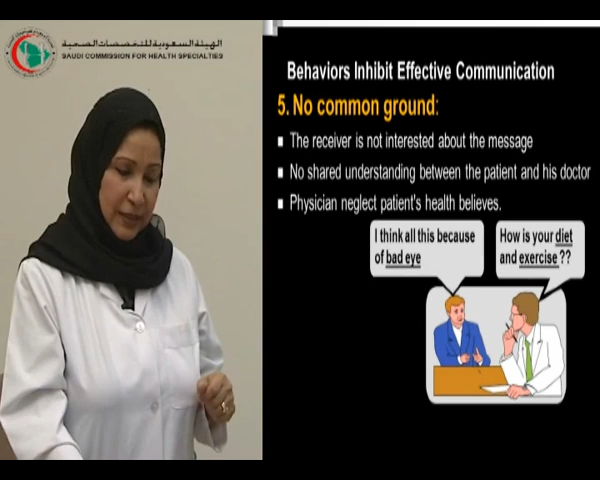 الهيئة السعودية للتخصصات الصحية
SAUDI COMMISSION FOR HEALTH SPECIALTIES
Behaviors Inhibit Effective Communication
5. No common ground:
The receiver is not interested about the message
No shared understanding between the patient and his doctor
Physician neglect patient's health believes.
I think all this because
of bad eye
How is your diet
and exercise ??